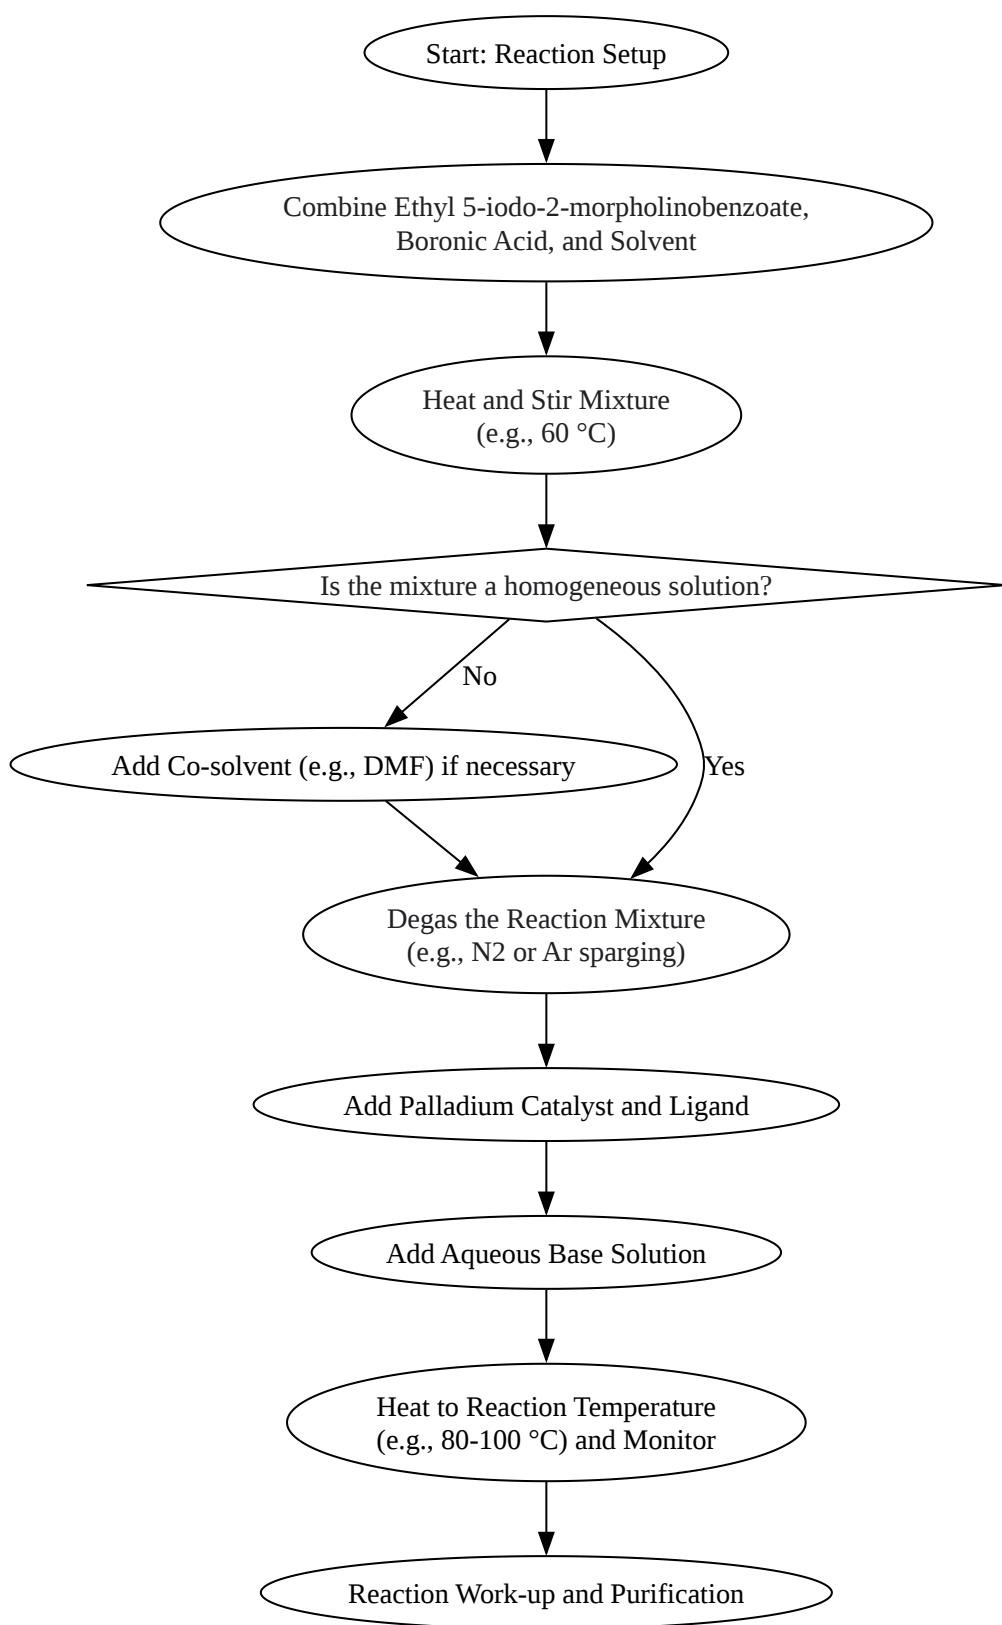 Start: Reaction Setup
Combine Ethyl 5-iodo-2-morpholinobenzoate,
Boronic Acid, and Solvent
Heat and Stir Mixture
(e.g., 60 °C)
Is the mixture a homogeneous solution?
No
Add Co-solvent (e.g., DMF) if necessary
Yes
Degas the Reaction Mixture
(e.g., N2 or Ar sparging)
Add Palladium Catalyst and Ligand
Add Aqueous Base Solution
Heat to Reaction Temperature
(e.g., 80-100 °C) and Monitor
Reaction Work-up and Purification